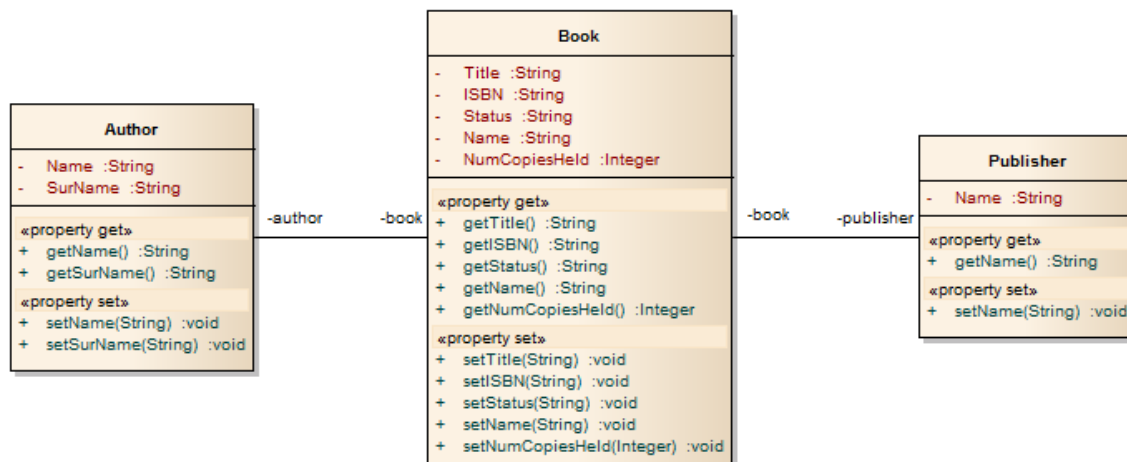 Author
- Name :String
- SurName :String
«property get»
+ getName() :String
+ getSurName() :String
«property set»
+ setName(String) :void
+ setSurName(String) :void
-author
-book
Book
- Title :String
- ISBN :String
- Status :String
- Name :String
- NumCopiesHeld :Integer
«property get»
+ getTitle() :String
+ getISBN() :String
+ getStatus() :String
+ getName() :String
+ getNumCopiesHeld() :Integer
«property set»
+ setTitle(String) :void
+ setISBN(String) :void
+ setStatus(String) :void
+ setName(String) :void
+ setNumCopiesHeld(Integer) :void
-book
-publisher
Publisher
- Name :String
«property get»
+ getName() :String
«property set»
+ setName(String) :void